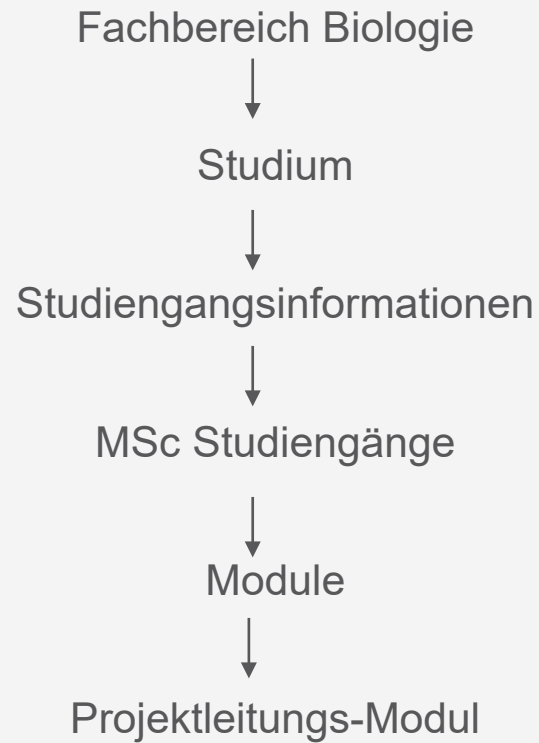 Fachbereich Biologie
Studium
Studiengangsinformationen
MSc Studiengänge
Module
Projektleitungs-Modul